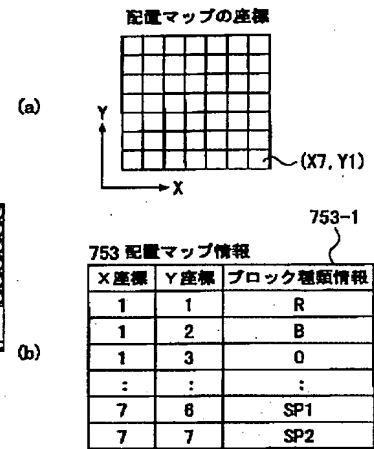 配置マップの座標
(a)
Y
X
(X7, Y1)
753-1
753 配置マップ情報
X座標 Y座標 ブロック種類情報
1 1 R
1 2 B
1 3 O
: : :
7 6 SP1
7 7 SP2
(b)